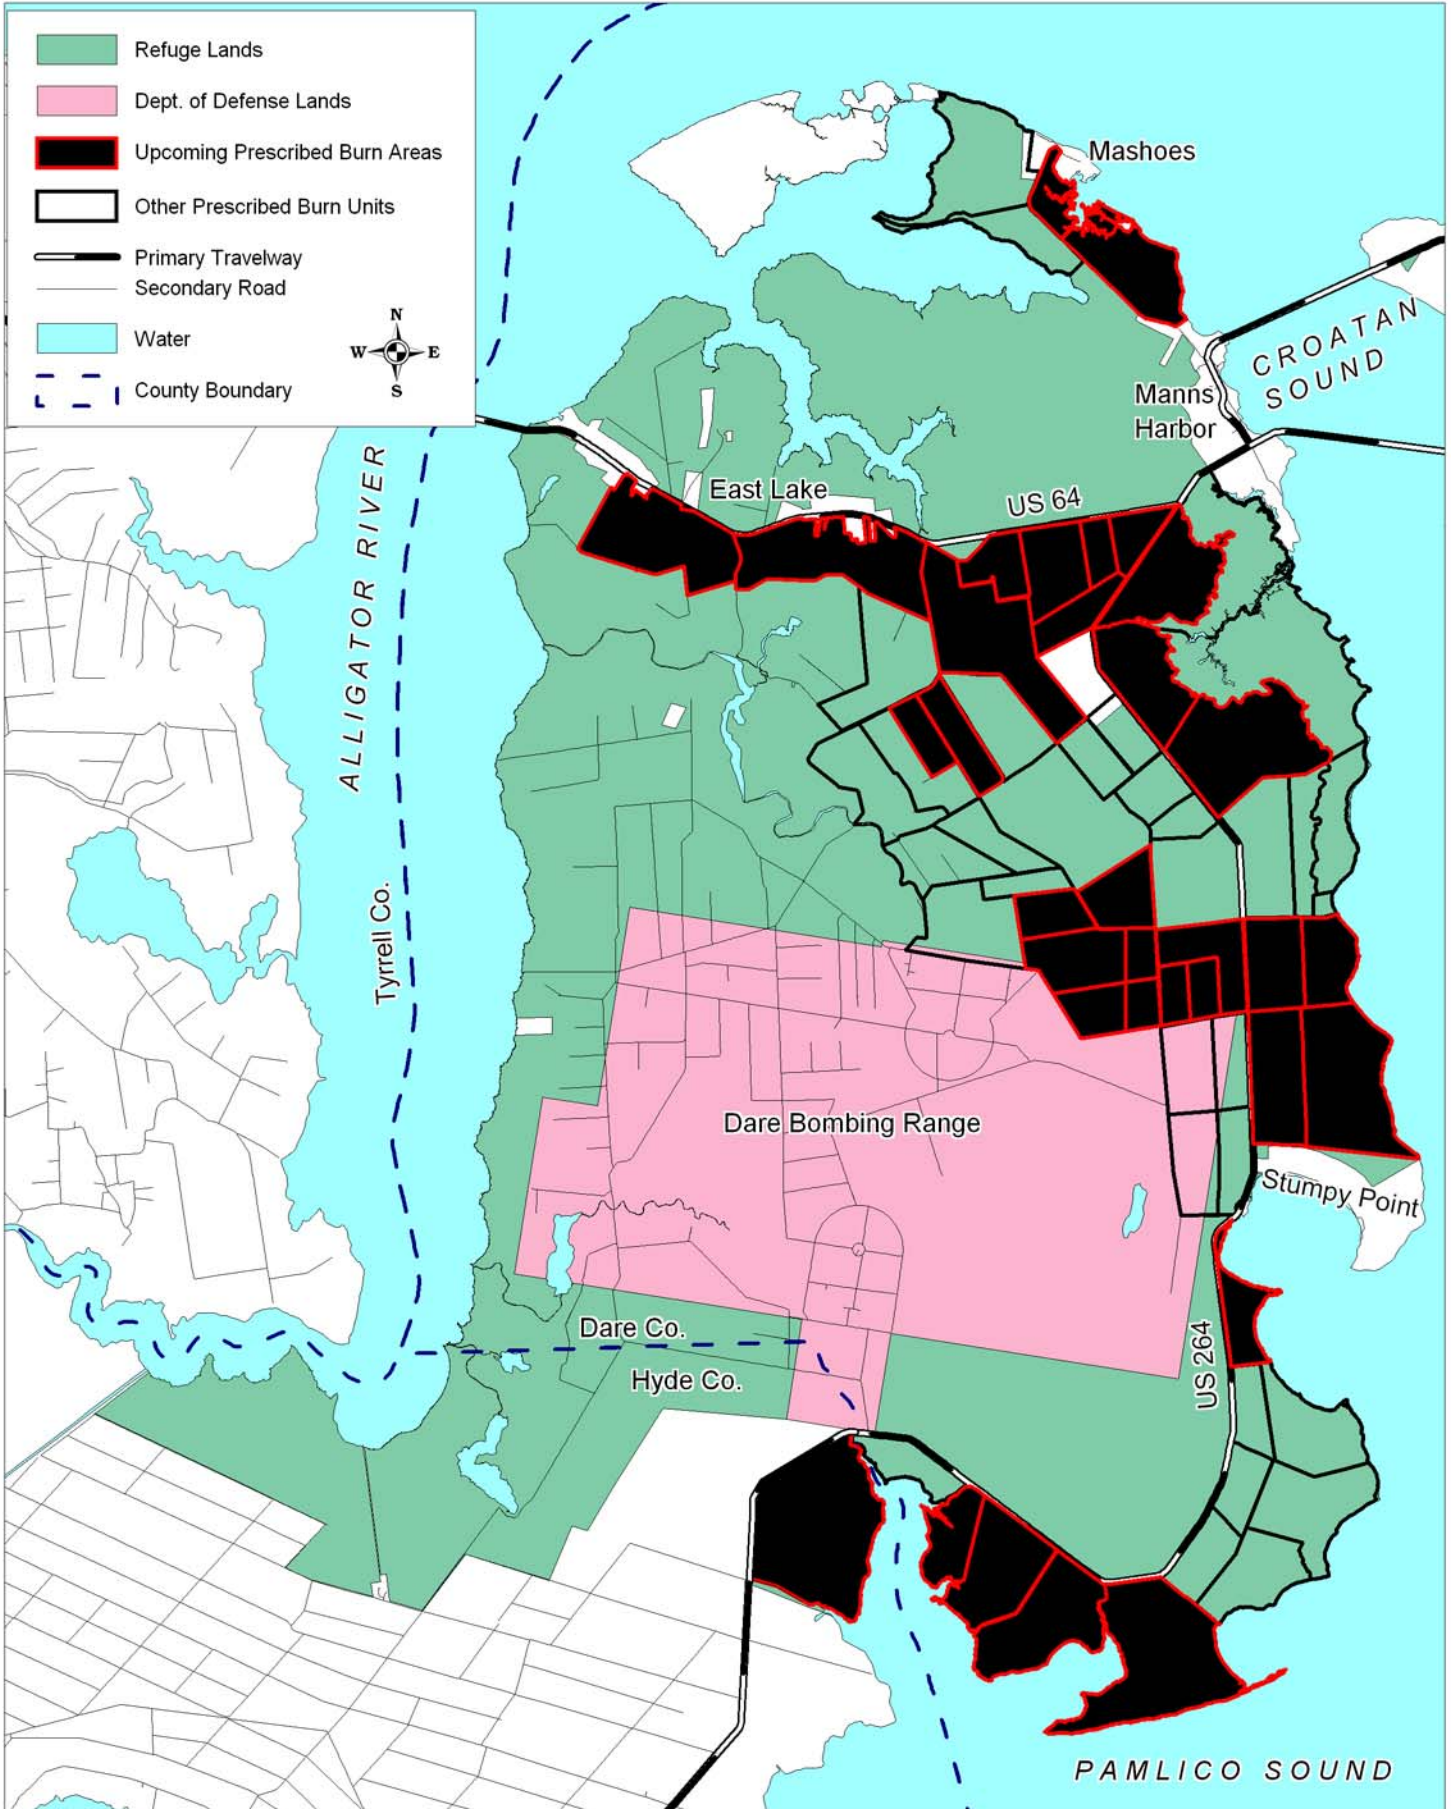 Refuge Lands
Dept. of Defense Lands
Upcoming Prescribed Burn Areas
Other Prescribed Burn Units
Primary Travelway
Secondary Road
Water
County Boundary
N
W
E
S
Mashoes
CROATAN
SOUND
Manns
Harbor
East Lake
US 64
ALLIGATOR RIVER
Tyrrell Co.
Dare Bombing Range
Stumpy Point
Dare Co.
Hyde Co.
US 264
PAMLICO SOUND